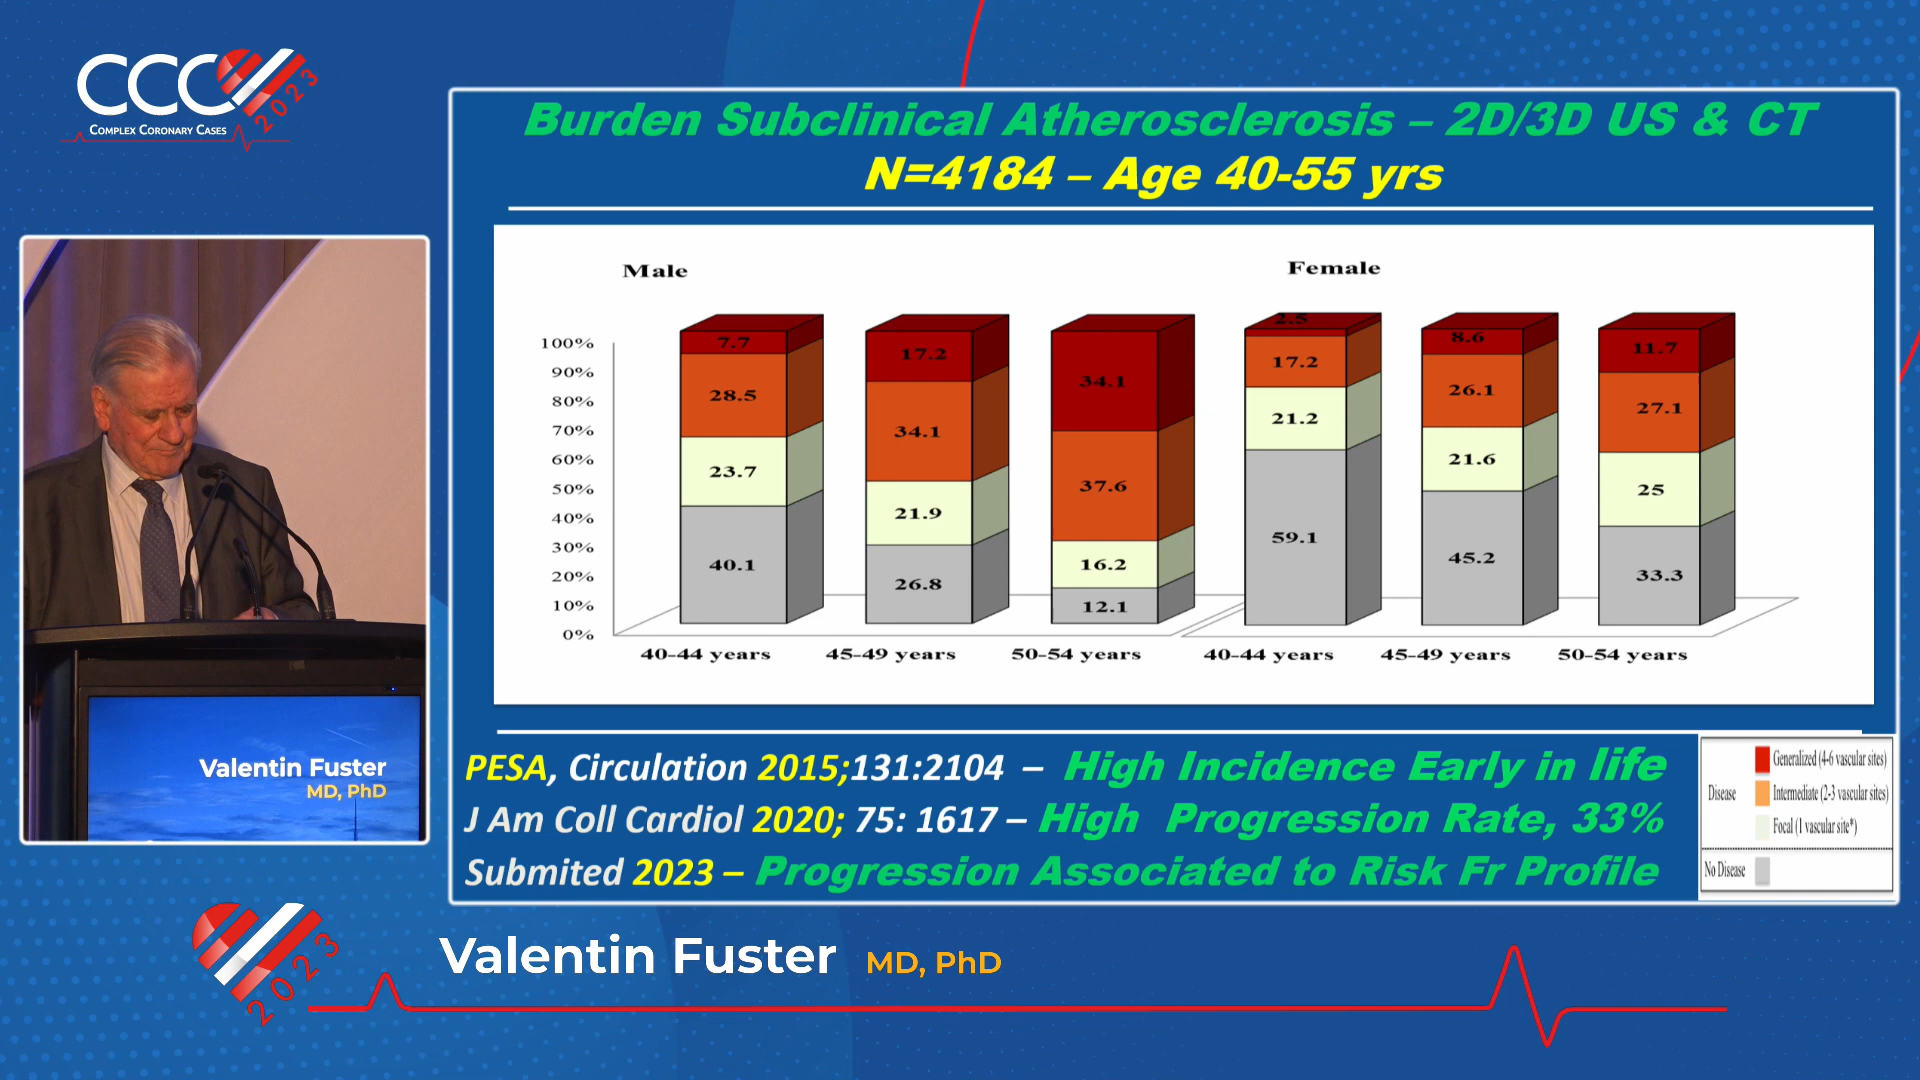 CCC
2023
COMPLEX CORONARY CASES
Burden Subclinical Atherosclerosis – 2D/3D US & CT
N=4184 – Age 40-55 yrs
Male
Female
100%
90%
80%
70%
60%
50%
40%
30%
20%
10%
0%
7.7
28.5
23.7
40.1
17.2
34.1
21.9
26.8
34.1
37.6
16.2
12.1
2.5
17.2
21.2
59.1
8.6
26.1
21.6
45.2
11.7
27.1
25
33.3
40-44 years
45-49 years
50-54 years
40-44 years
45-49 years
50-54 years
PESA, Circulation 2015;131:2104 – High Incidence Early in life
J Am Coll Cardiol 2020; 75: 1617 – High Progression Rate, 33%
Submited 2023 – Progression Associated to Risk Fr Profile
Disease
Generalized (4-6 vascular sites)
Intermediate (2-3 vascular sites)
Focal (1 vascular site*)
No Disease
Valentin Fuster
MD, PhD
2023
Valentin Fuster MD, PhD